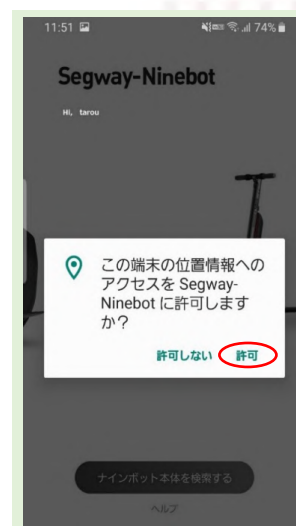 11:51 74%
Segway-Ninebot
Hi, tarou
この端末の位置情報への
アクセスを Segway-
Ninebot に許可します
か？
許可しない 許可
ナインボット本体を検索する
ヘルプ